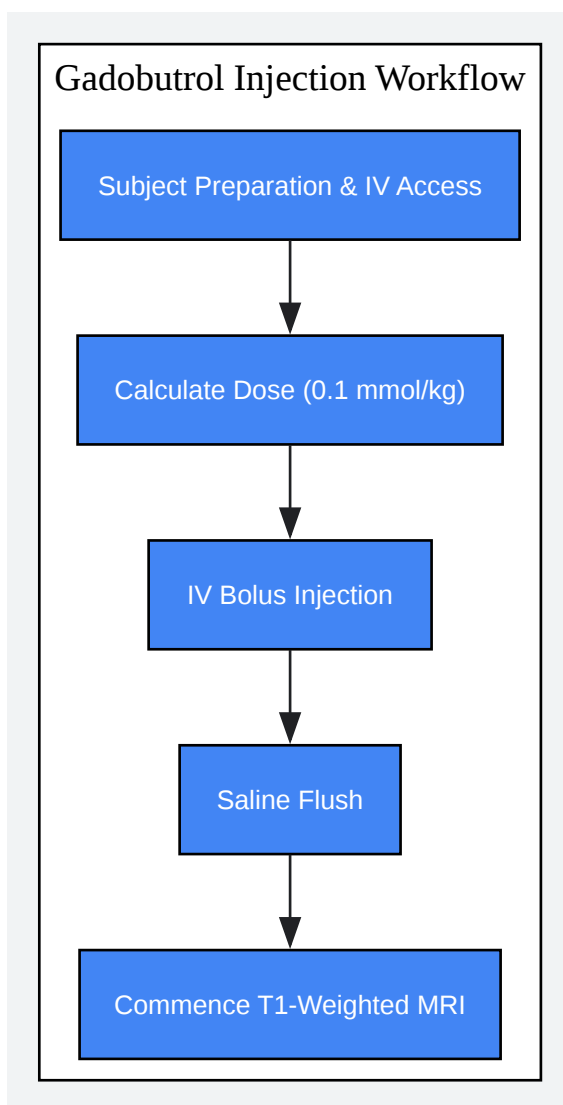 Gadobutrol Injection Workflow
Subject Preparation & IV Access
Calculate Dose (0.1 mmol/kg)
IV Bolus Injection
Saline Flush
Commence T1-Weighted MRI